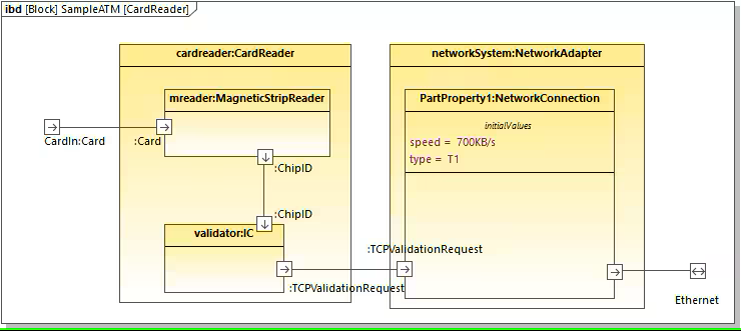 ibd [Block] SampleATM [CardReader]
cardreader:CardReader
networkSystem:NetworkAdapter
mreader:MagneticStripReader
PartProperty1:NetworkConnection
initialValues
speed = 700KB/s
type = T1
CardIn:Card
:Card
:ChipID
:ChipID
validator:IC
:TCPValidationRequest
:TCPValidationRequest
Ethernet